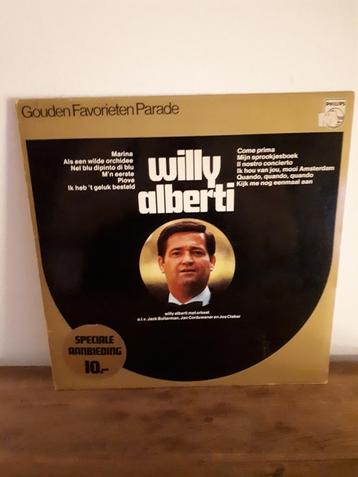 PHILIPS
Gouden Favorieten Parade
Marina
Als een wilde orchidee
Nel blu dipinto di blu
M'n eerste
Piove
Ik heb 't geluk besteld
willy
alberti
Come prima
Mijn sprookjesboek
Il nostro concierto
Ik hou van jou, mooi Amsterdam
Quando, quando, quando
Kijk me nog eenmaal aan
willy alberti met orkest
o.l.v. Jack Bulterman, Jan Corduwener en Jos Cleber
SPECIALE
AANBIEDING
10,-